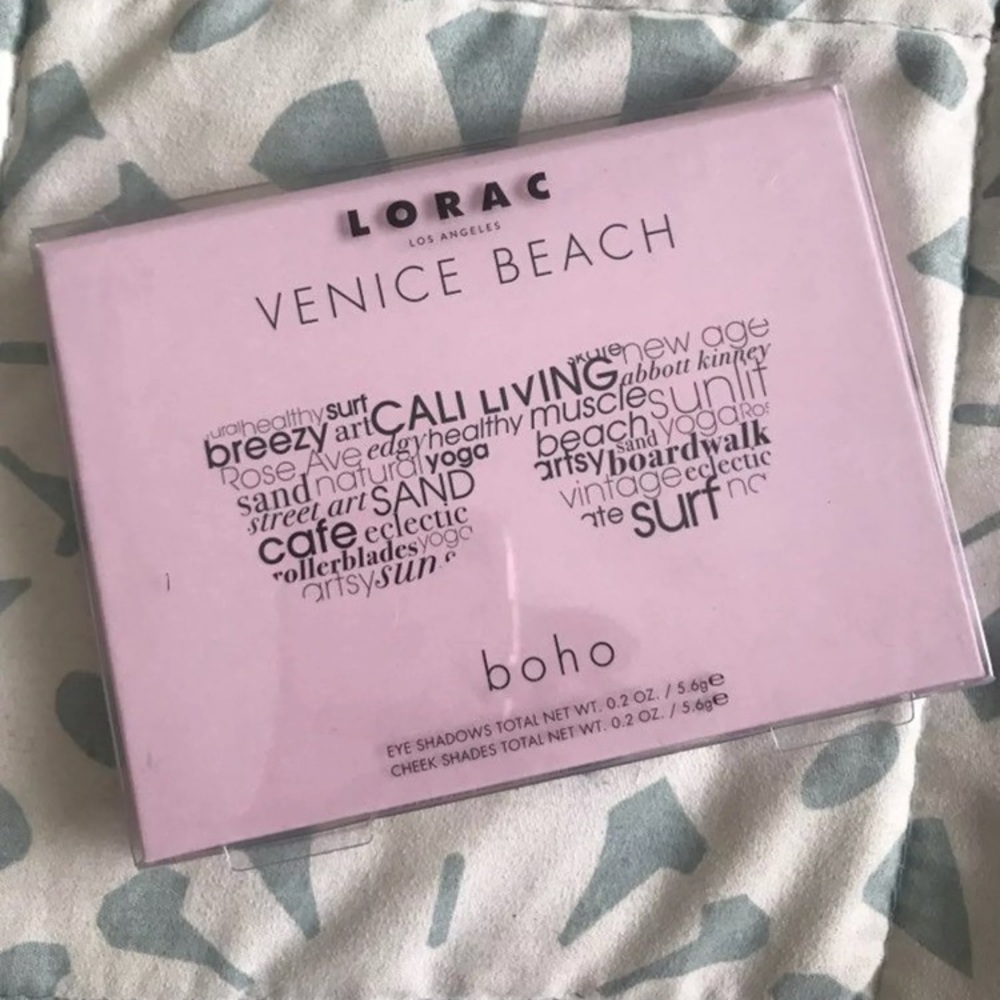 LORAC
LOS ANGELES
VENICE BEACH
healthy surf CALI LIVING new age
breezy art edgy healthy muscle sunlit
abbott kinney
Rose Ave
sand natural yoga
beach sand yoga
street art SAND
artsy boardwalk
cafe eclectic
vintage eclectic
rollerblades yoga
surf
artsy sun
boho
EYE SHADOWS TOTAL NET WT. 0.2 OZ. / 5.6g℮
CHEEK SHADES TOTAL NET WT. 0.2 OZ. / 5.6g℮